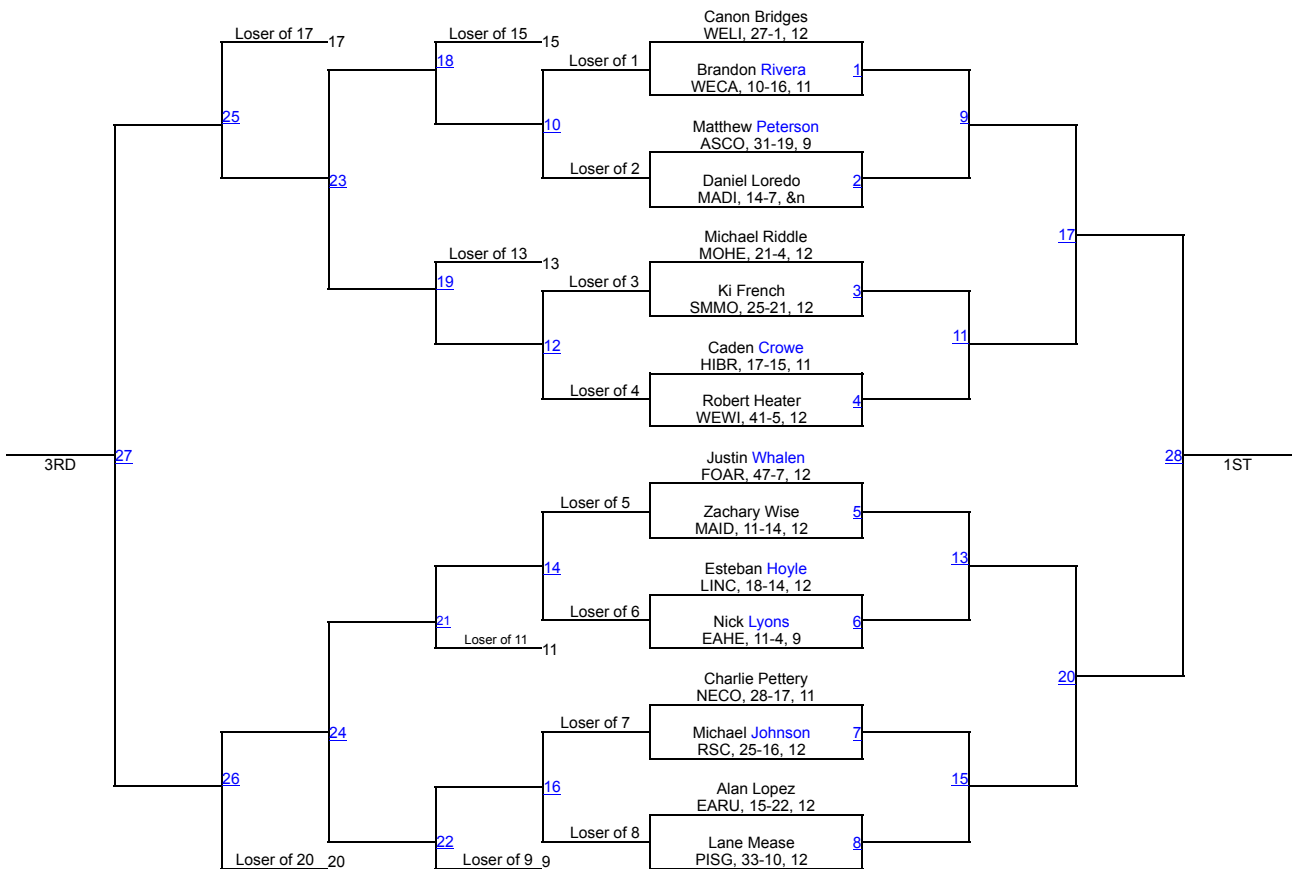 Canon Bridges
WELI, 27-1, 12
Loser of 17 17
Loser of 15 15
18
Loser of 1
Brandon Rivera 1
WECA, 10-16, 11
25
10
9
Matthew Peterson
ASCO, 31-19, 9
Loser of 2
23
Daniel Loredo 2
MADI, 14-7, &n
Michael Riddle
MOHE, 21-4, 12
17
Loser of 13 13
19
Loser of 3
Ki French 3
SMMO, 25-21, 12
12
11
Caden Crowe
HIBR, 17-15, 11
Loser of 4
Robert Heater 4
WEWI, 41-5, 12
3RD
27
Justin Whalen
FOAR, 47-7, 12
28
1ST
Loser of 5
Zachary Wise 5
MAID, 11-14, 12
14
13
Esteban Hoyle
LINC, 18-14, 12
Loser of 6
21
Nick Lyons 6
EAHE, 11-4, 9
Loser of 11 11
Charlie Pettery
NECO, 28-17, 11
20
Loser of 7
24
Michael Johnson 7
RSC, 25-16, 12
26
16
15
Alan Lopez
EARU, 15-22, 12
Loser of 8
22
Lane Mease 8
PISG, 33-10, 12
Loser of 20 20
Loser of 9 9